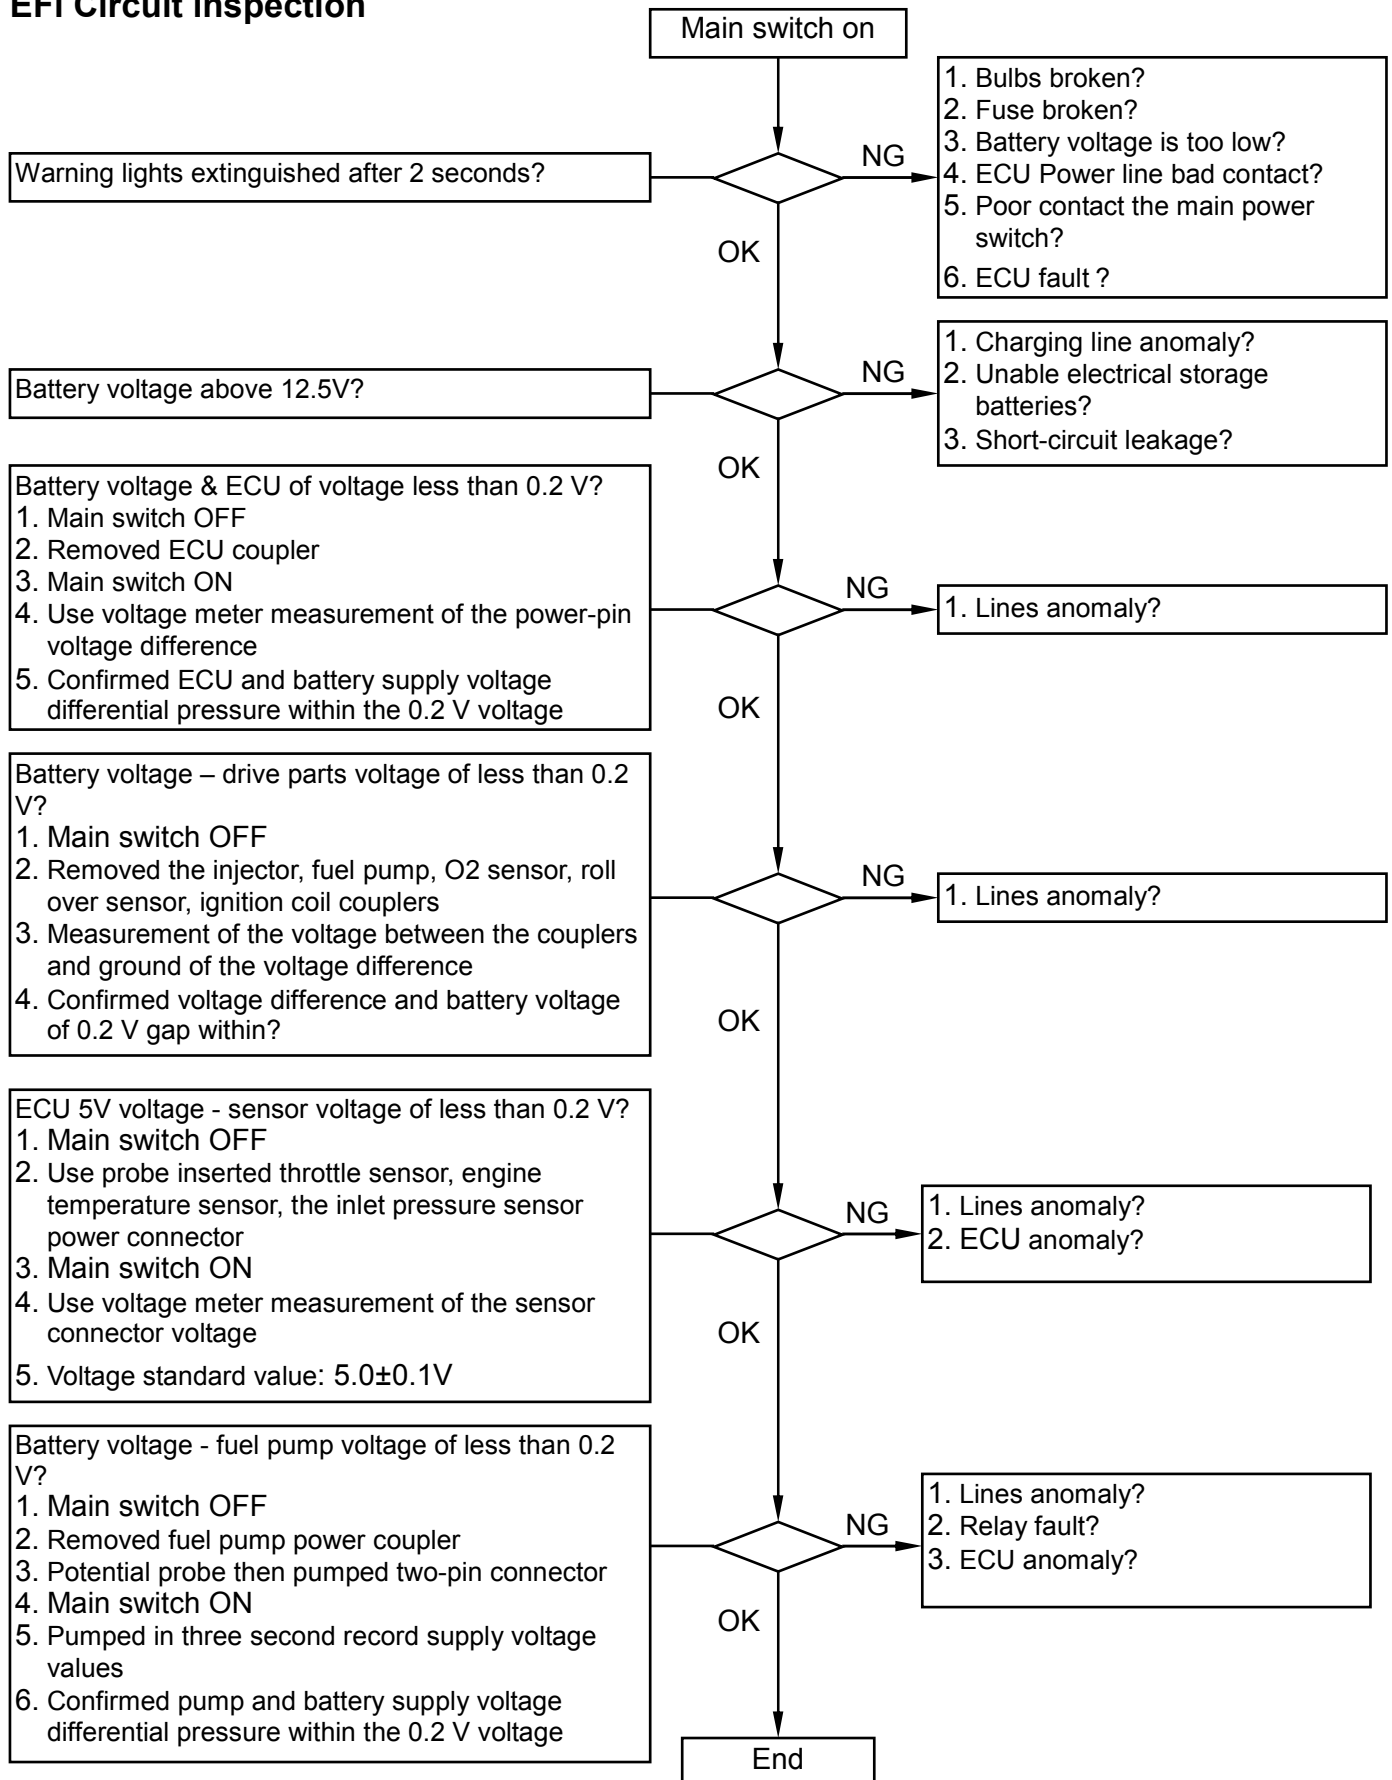 EFI Circuit Inspection
Main switch on
1. Bulbs broken?
2. Fuse broken?
3. Battery voltage is too low?
4. ECU Power line bad contact?
5. Poor contact the main power
switch?
6. ECU fault ?
Warning lights extinguished after 2 seconds?
NG
OK
1. Charging line anomaly?
2. Unable electrical storage
batteries?
3. Short-circuit leakage?
Battery voltage above 12.5V?
NG
OK
Battery voltage & ECU of voltage less than 0.2 V?
1. Main switch OFF
2. Removed ECU coupler
3. Main switch ON
4. Use voltage meter measurement of the power-pin
voltage difference
5. Confirmed ECU and battery supply voltage
differential pressure within the 0.2 V voltage
NG
1. Lines anomaly?
OK
Battery voltage – drive parts voltage of less than 0.2
V?
1. Main switch OFF
2. Removed the injector, fuel pump, O2 sensor, roll
over sensor, ignition coil couplers
3. Measurement of the voltage between the couplers
and ground of the voltage difference
4. Confirmed voltage difference and battery voltage
of 0.2 V gap within?
NG
1. Lines anomaly?
OK
ECU 5V voltage - sensor voltage of less than 0.2 V?
1. Main switch OFF
2. Use probe inserted throttle sensor, engine
temperature sensor, the inlet pressure sensor
power connector
3. Main switch ON
4. Use voltage meter measurement of the sensor
connector voltage
5. Voltage standard value: 5.0±0.1V
NG
1. Lines anomaly?
2. ECU anomaly?
OK
Battery voltage - fuel pump voltage of less than 0.2
V?
1. Main switch OFF
2. Removed fuel pump power coupler
3. Potential probe then pumped two-pin connector
4. Main switch ON
5. Pumped in three second record supply voltage
values
6. Confirmed pump and battery supply voltage
differential pressure within the 0.2 V voltage
NG
1. Lines anomaly?
2. Relay fault?
3. ECU anomaly?
OK
End